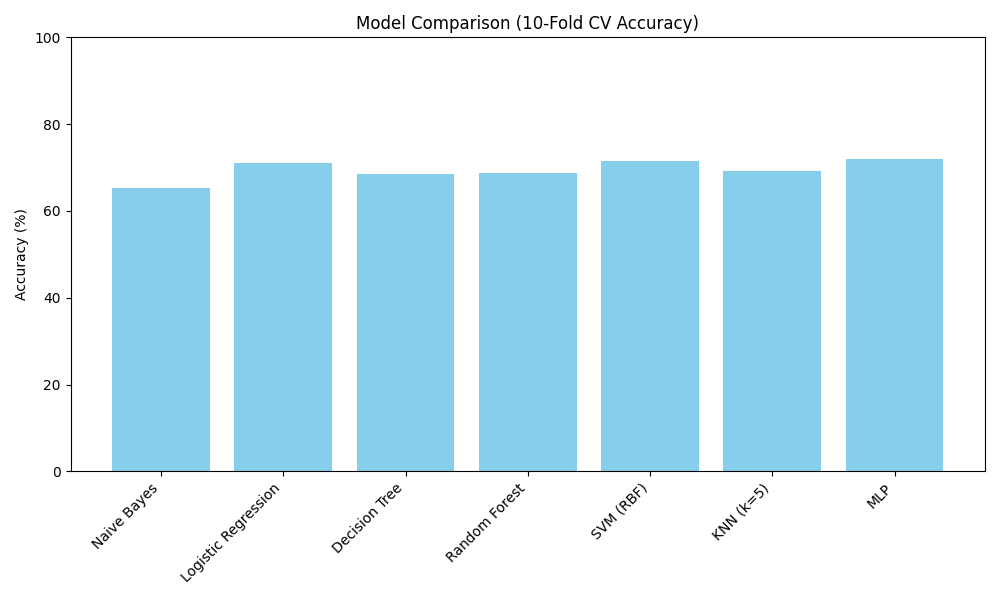 Model Comparison (10-Fold CV Accuracy)
100
80
60
40
20
0
Accuracy (%)
Naive Bayes
Logistic Regression
Decision Tree
Random Forest
SVM (RBF)
KNN (k=5)
MLP